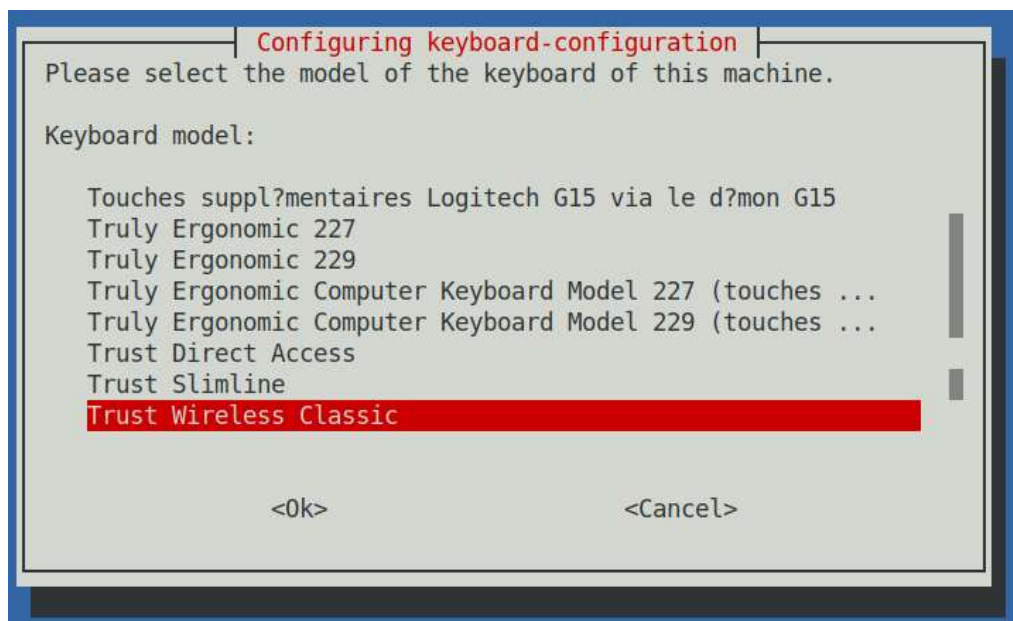 Configuring keyboard-configuration
Please select the model of the keyboard of this machine.
Keyboard model:
Touches suppl?mentaires Logitech G15 via le d?mon G15
Truly Ergonomic 227
Truly Ergonomic 229
Truly Ergonomic Computer Keyboard Model 227 (touches ...
Truly Ergonomic Computer Keyboard Model 229 (touches ...
Trust Direct Access
Trust Slimline
Trust Wireless Classic
<Ok> <Cancel>